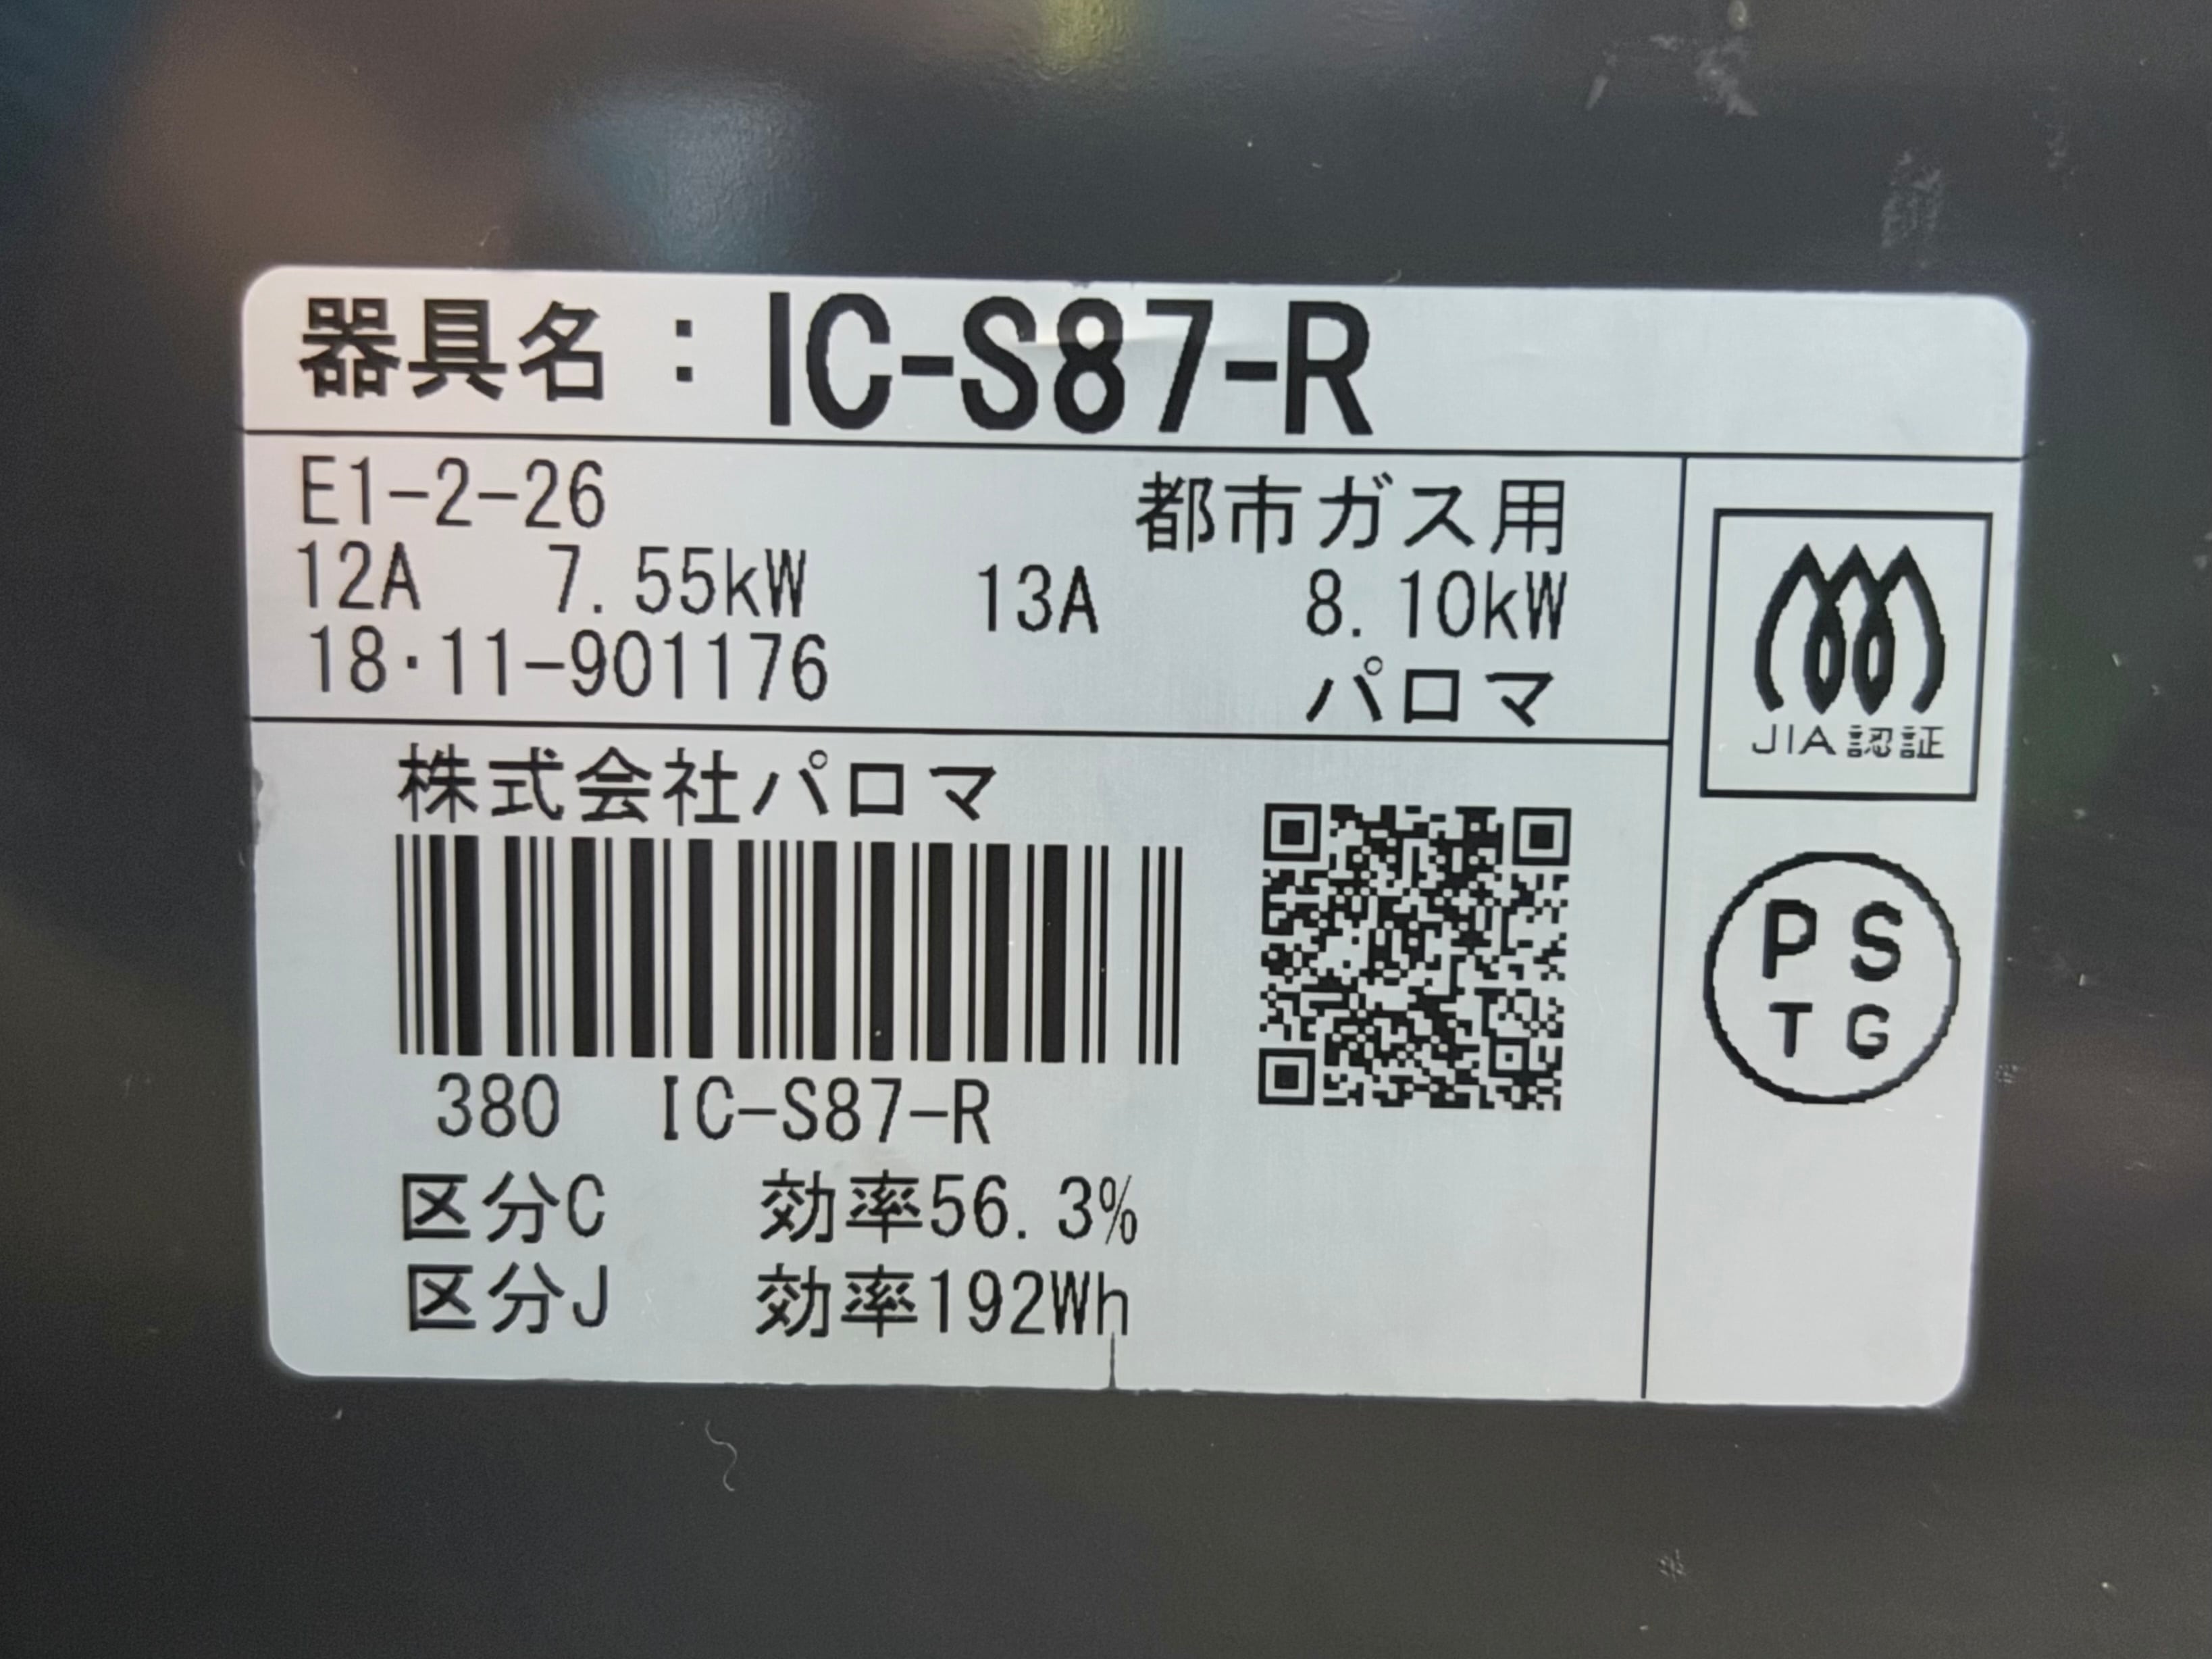 器具名：IC-S87-R
E1-2-26 都市ガス用
12A 7.55kW 13A 8.10kW
18・11-901176 パロマ
JIA認証
株式会社パロマ
PS
TG
380 IC-S87-R
区分C 効率56.3%
区分J 効率192Wh